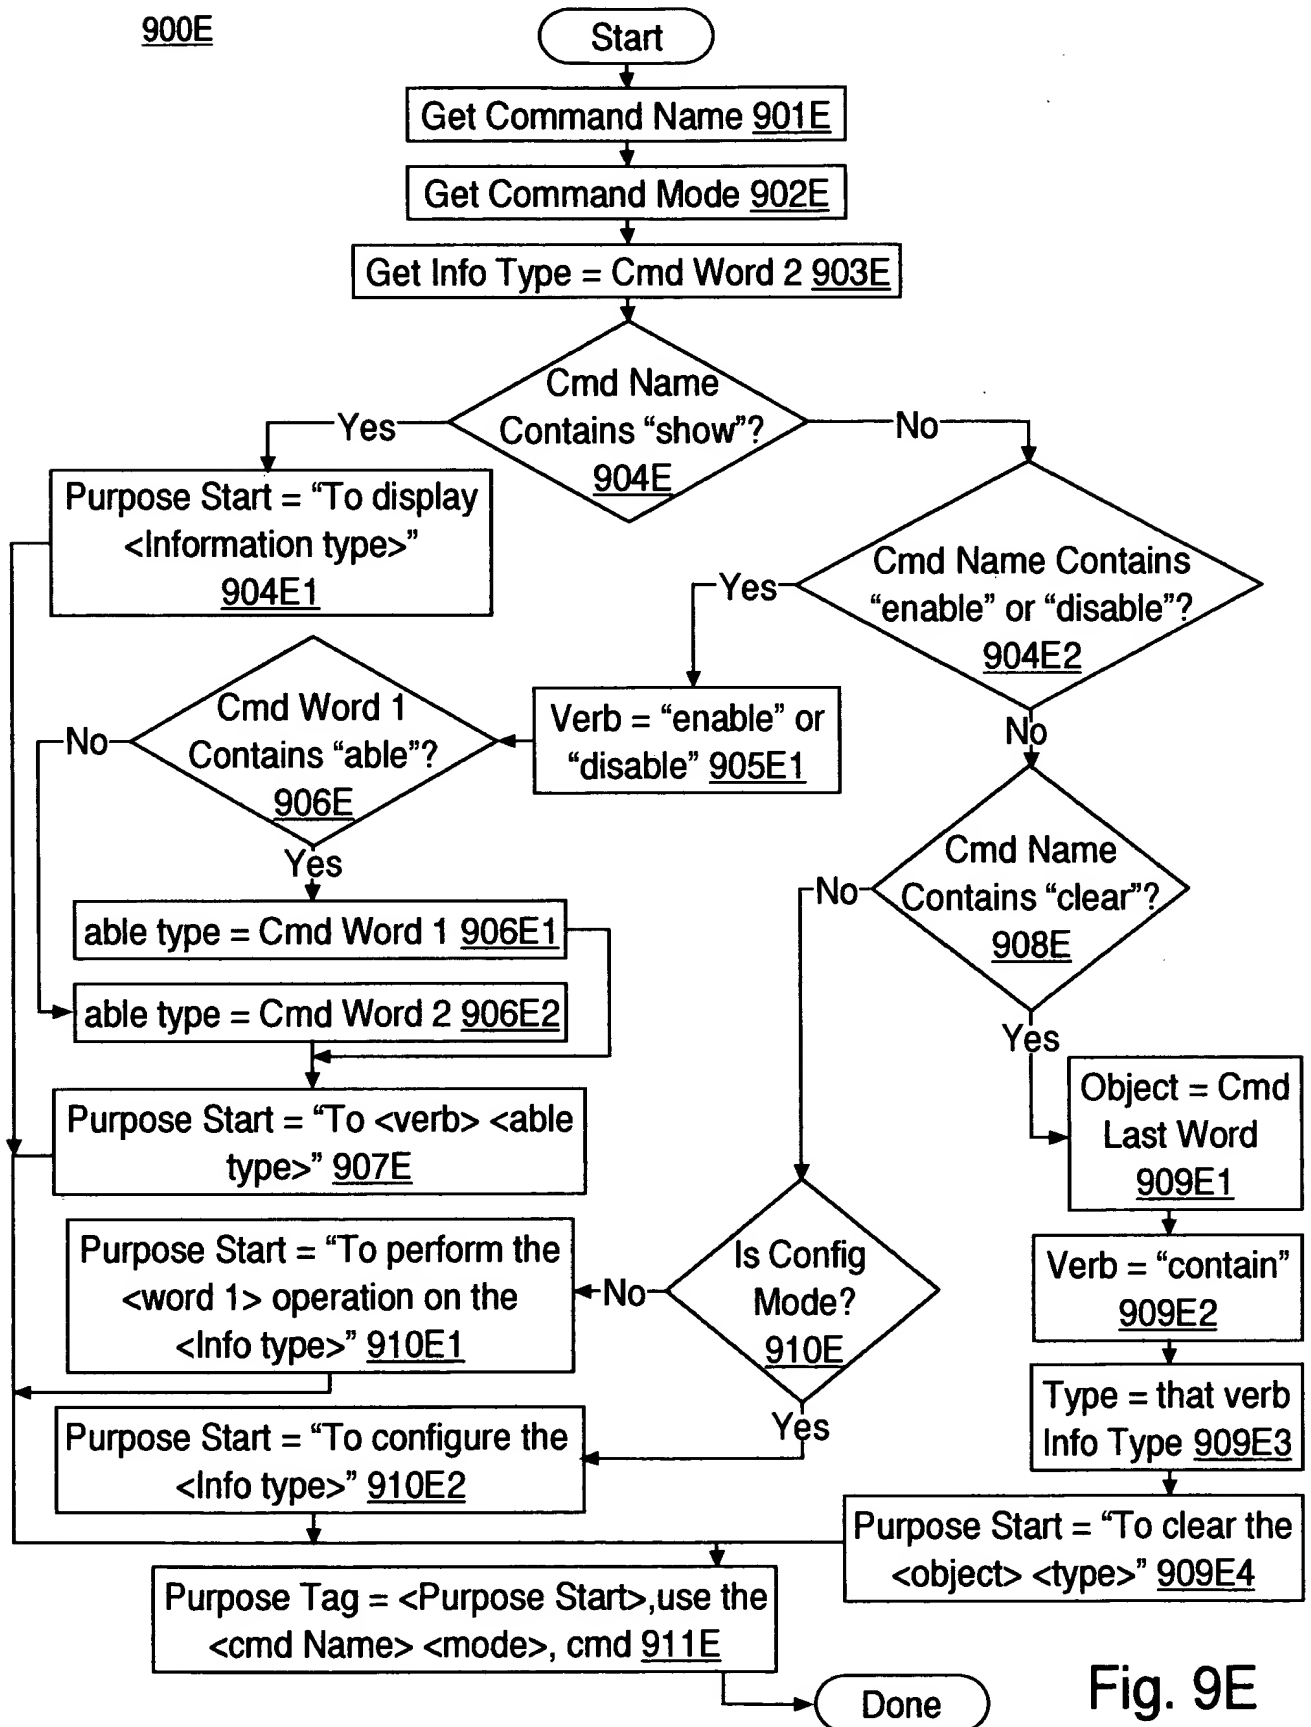 900E
Start
Get Command Name 901E
Get Command Mode 902E
Get Info Type = Cmd Word 2 903E
Cmd Name
Contains “show”?
904E
Yes
No
Purpose Start = “To display
<Information type>”
904E1
Cmd Name Contains
“enable” or “disable”?
904E2
Yes
No
Verb = “enable” or
“disable” 905E1
Cmd Word 1
Contains “able”?
906E
No
Yes
able type = Cmd Word 1 906E1
able type = Cmd Word 2 906E2
Purpose Start = “To <verb> <able
type>” 907E
Cmd Name
Contains “clear”?
908E
No
Yes
Object = Cmd
Last Word
909E1
Verb = “contain”
909E2
Type = that verb
Info Type 909E3
Purpose Start = “To clear the
<object> <type>” 909E4
Is Config
Mode?
910E
No
Yes
Purpose Start = “To perform the
<word 1> operation on the
<Info type>” 910E1
Purpose Start = “To configure the
<Info type>” 910E2
Purpose Tag = <Purpose Start>,use the
<cmd Name> <mode>, cmd 911E
Done
Fig. 9E